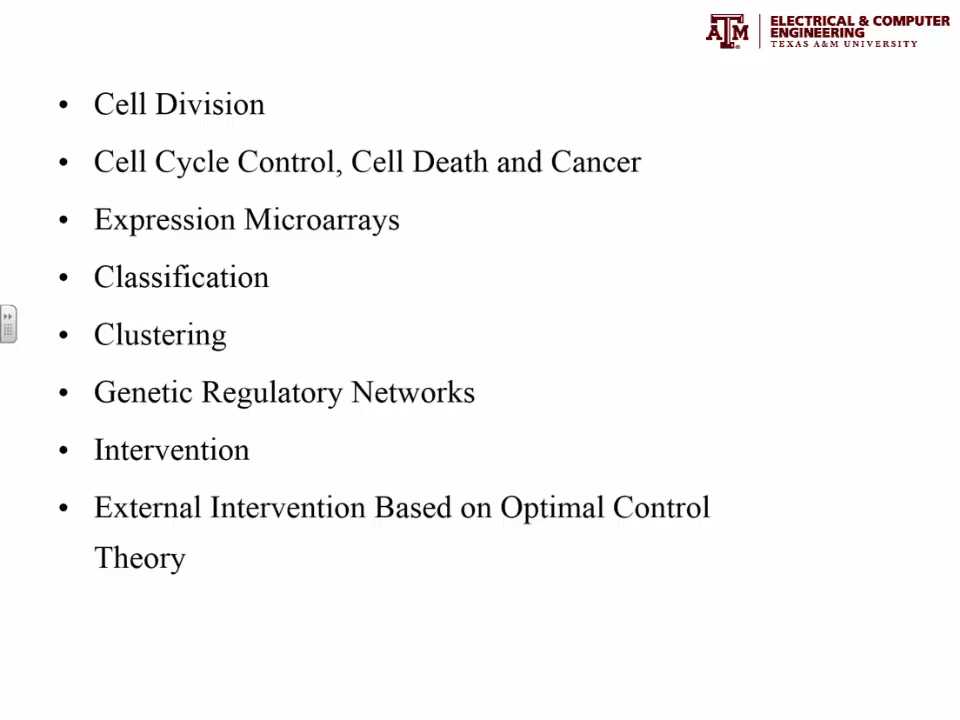 ELECTRICAL & COMPUTER
ENGINEERING
TEXAS A&M UNIVERSITY
• Cell Division
• Cell Cycle Control, Cell Death and Cancer
• Expression Microarrays
• Classification
• Clustering
• Genetic Regulatory Networks
• Intervention
• External Intervention Based on Optimal Control
Theory